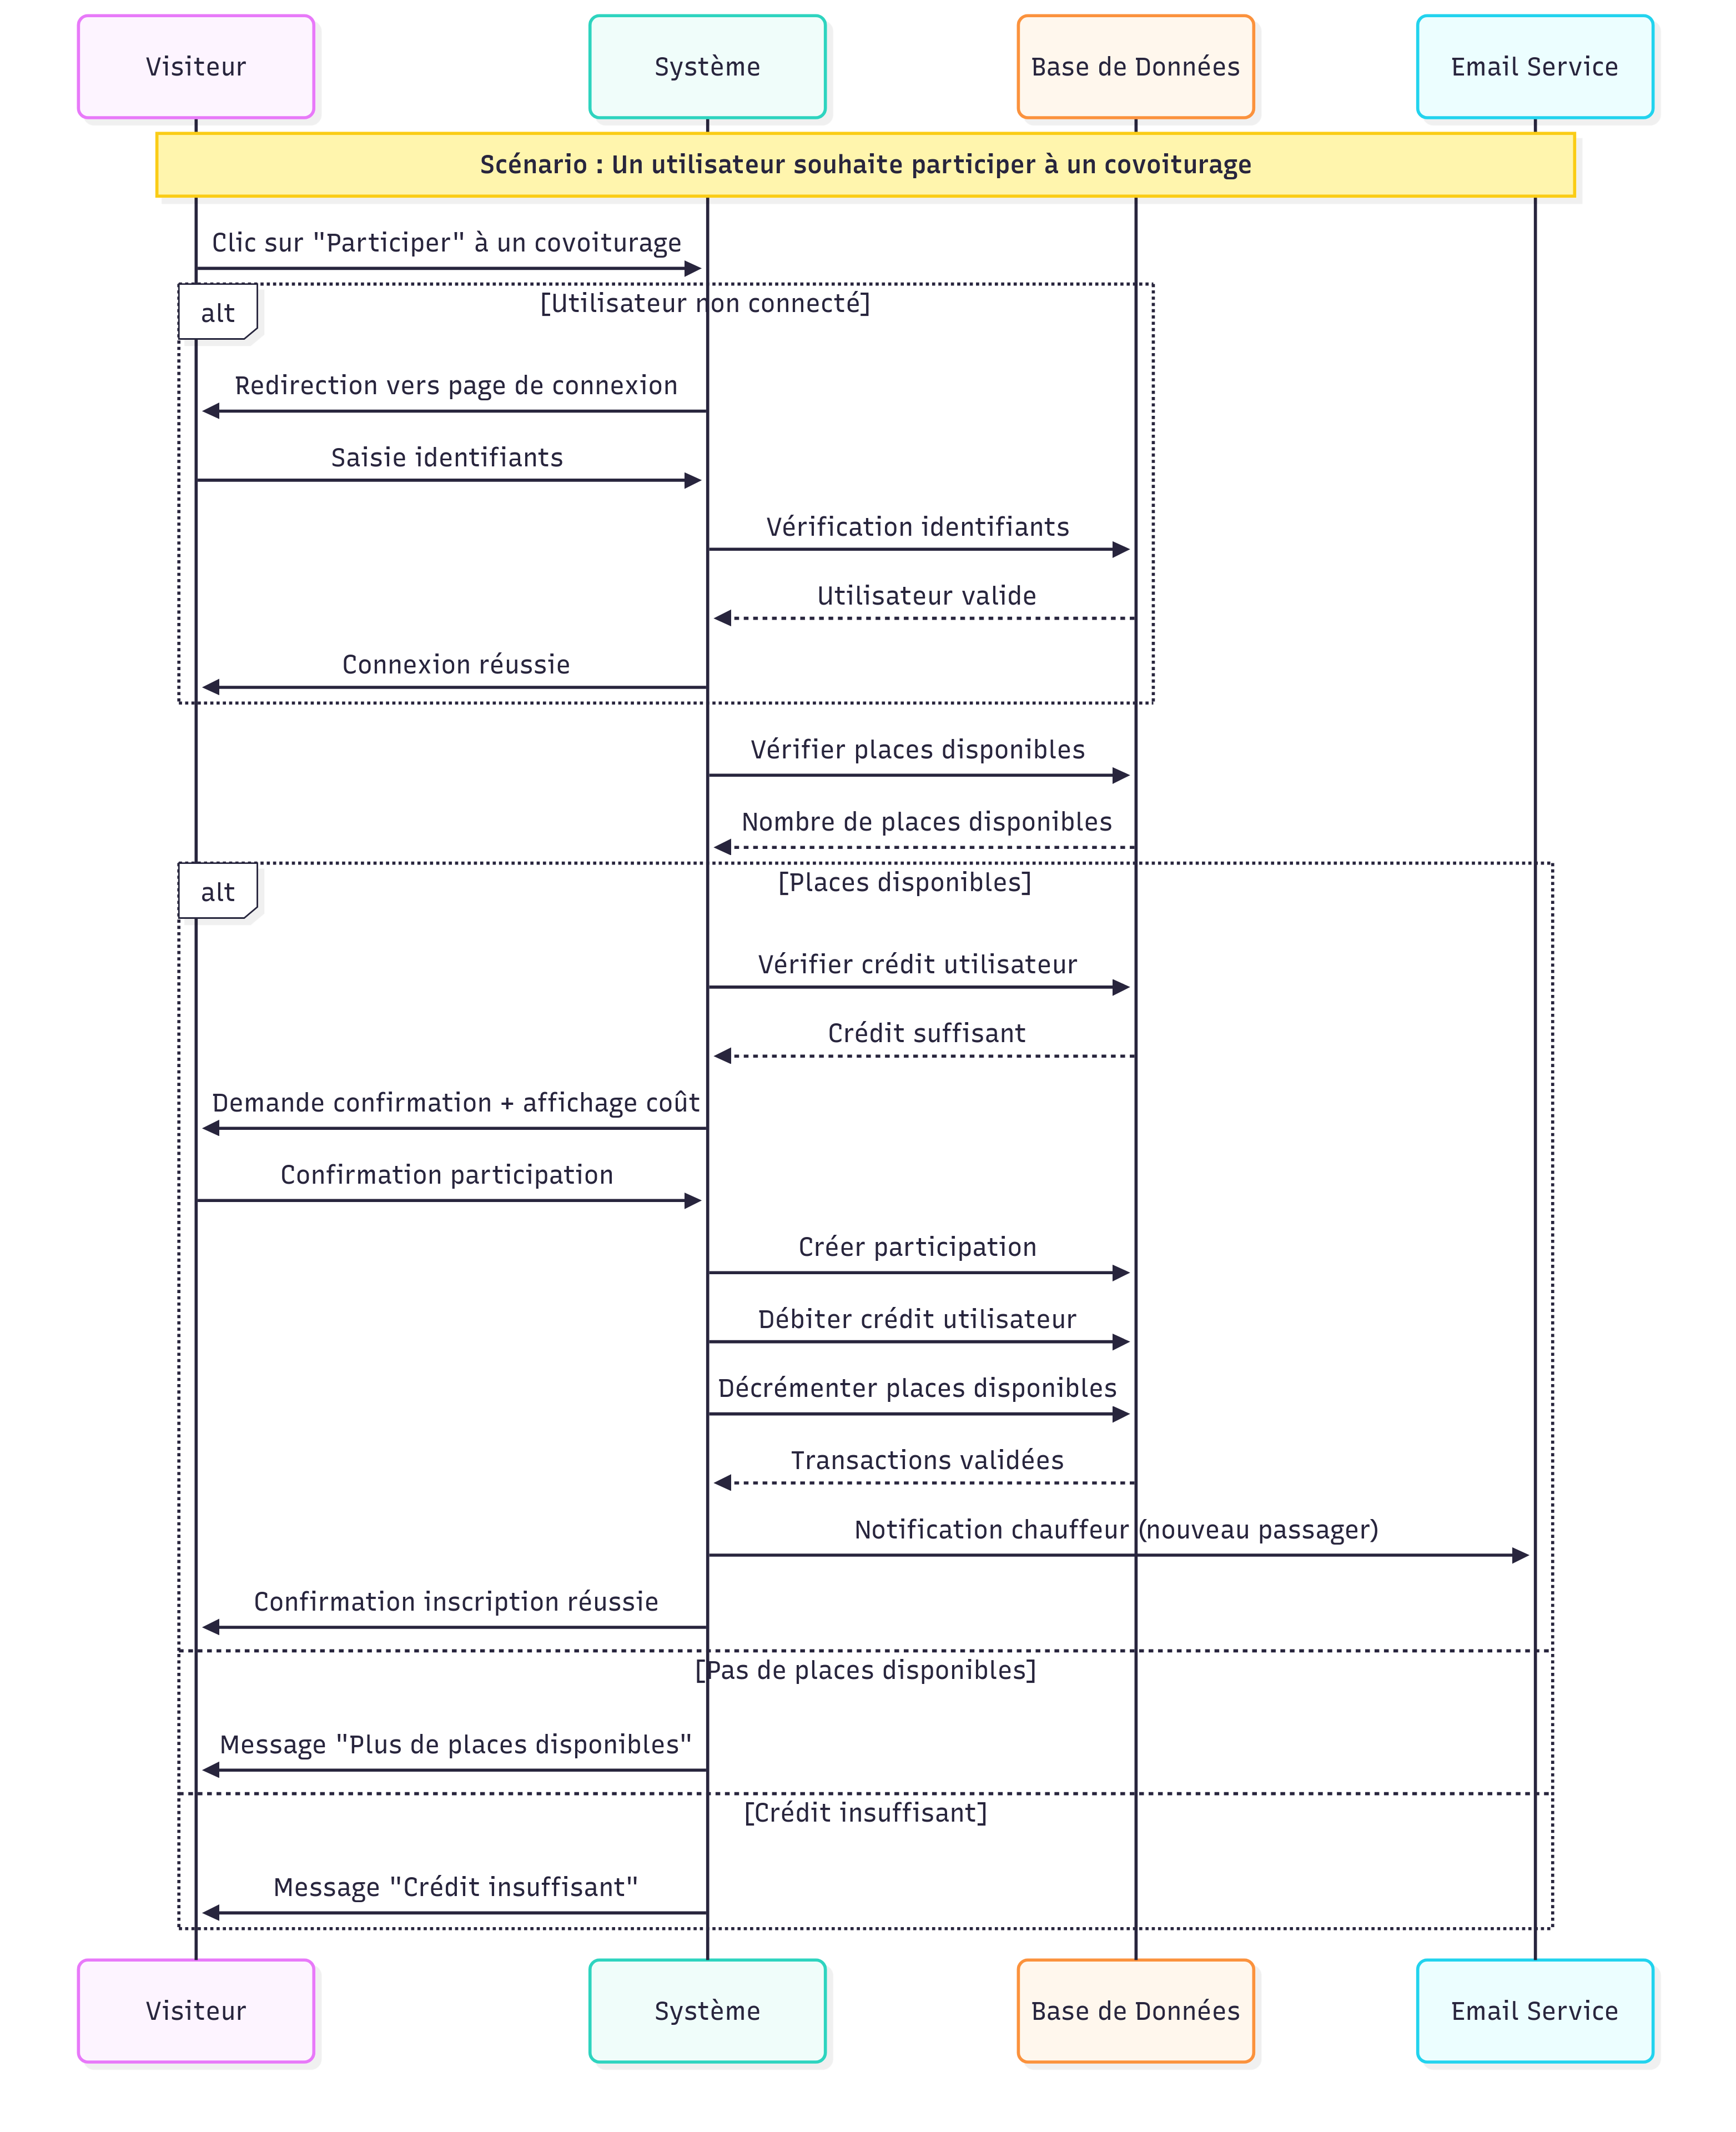 Visiteur
Système
Base de Données
Email Service
Scénario : Un utilisateur souhaite participer à un covoiturage
Clic sur "Participer" à un covoiturage
alt
[Utilisateur non connecté]
Redirection vers page de connexion
Saisie identifiants
Vérification identifiants
Utilisateur valide
Connexion réussie
Vérifier places disponibles
Nombre de places disponibles
alt
[Places disponibles]
Vérifier crédit utilisateur
Crédit suffisant
Demande confirmation + affichage coût
Confirmation participation
Créer participation
Débiter crédit utilisateur
Décrémenter places disponibles
Transactions validées
Notification chauffeur (nouveau passager)
Confirmation inscription réussie
[Pas de places disponibles]
Message "Plus de places disponibles"
[Crédit insuffisant]
Message "Crédit insuffisant"
Visiteur
Système
Base de Données
Email Service